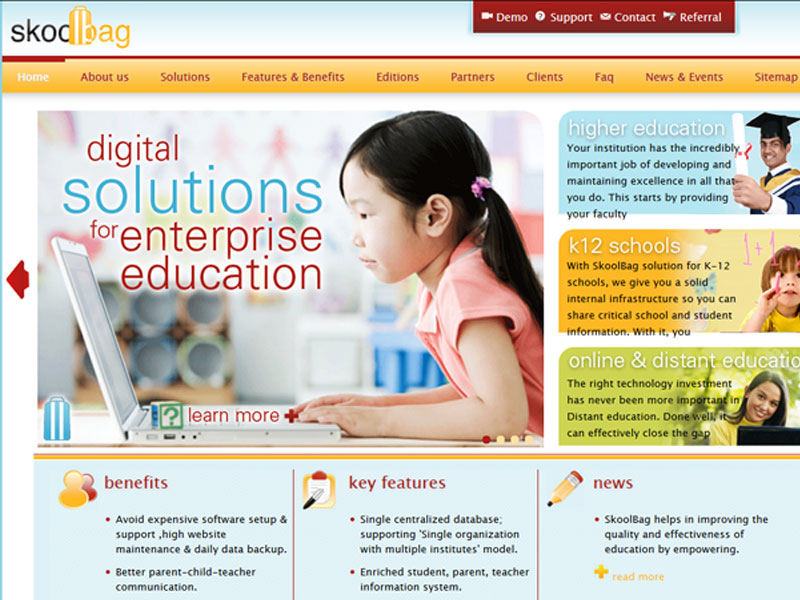 skoolbag
Demo Support Contact Referral
Home About us Solutions Features & Benefits Editions Partners Clients Faq News & Events Sitemap
digital
solutions
for enterprise
education
learn more
higher education
Your institution has the incredibly
important job of developing and
maintaining excellence in all that
you do. This starts by providing
your faculty
k12 schools
With SkoolBag solution for K-12
schools, we give you a solid
internal infrastructure so you can
share critical school and student
information. With it, you
1+1
online & distant educatio
The right technology investment
has never been more important in
Distant education. Done well, it
can effectively close the gap
benefits
Avoid expensive software setup &
support ,high website
maintenance & daily data backup.
Better parent-child-teacher
communication.
key features
Single centralized database;
supporting 'Single organization
with multiple institutes' model.
Enriched student, parent, teacher
information system.
news
SkoolBag helps in improving the
quality and effectiveness of
education by empowering.
read more